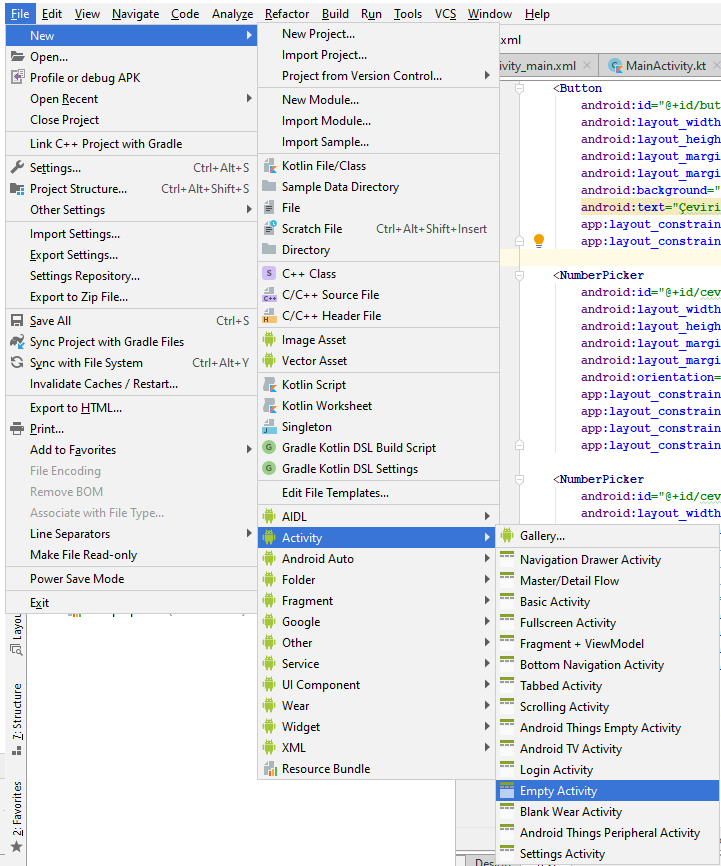 File Edit View Navigate Code Analyze Refactor Build Run Tools VCS Window Help
New
Open...
Profile or debug APK
Open Recent
Close Project
Link C++ Project with Gradle
Settings... Ctrl+Alt+S
Project Structure... Ctrl+Alt+Shift+S
Other Settings
Import Settings...
Export Settings...
Settings Repository...
Export to Zip File...
Save All Ctrl+S
Sync Project with Gradle Files
Sync with File System Ctrl+Alt+Y
Invalidate Caches / Restart...
Export to HTML...
Print...
Add to Favorites
File Encoding
Remove BOM
Associate with File Type...
Line Separators
Make File Read-only
Power Save Mode
Exit
New Project...
Import Project...
Project from Version Control...
New Module...
Import Module...
Import Sample...
Kotlin File/Class
Sample Data Directory
File
Scratch File Ctrl+Alt+Shift+Insert
Directory
C++ Class
C/C++ Source File
C/C++ Header File
Image Asset
Vector Asset
Kotlin Script
Kotlin Worksheet
Singleton
Gradle Kotlin DSL Build Script
Gradle Kotlin DSL Settings
Edit File Templates...
AIDL
Activity
Android Auto
Folder
Fragment
Google
Other
Service
UI Component
Wear
Widget
XML
Resource Bundle
Gallery...
Navigation Drawer Activity
Master/Detail Flow
Basic Activity
Fullscreen Activity
Fragment + ViewModel
Bottom Navigation Activity
Tabbed Activity
Scrolling Activity
Android Things Empty Activity
Android TV Activity
Login Activity
Empty Activity
Blank Wear Activity
Android Things Peripheral Activity
Settings Activity
xml
ivity_main.xml MainActivity.kt
<Button
android:id="@+id/but
android:layout_width
android:layout_heigh
android:layout_margi
android:layout_margi
android:background="
android:text="Çeviri
app:layout_constrain
app:layout_constrain
<NumberPicker
android:id="@+id/cev
android:layout_width
android:layout_heigh
android:layout_margi
android:layout_margi
android:orientation=
app:layout_constrain
app:layout_constrain
app:layout_constrain
app:layout_constrain
<NumberPicker
android:id="@+id/cev
android:layout_width
Layou
7: Structure
2: Favorites